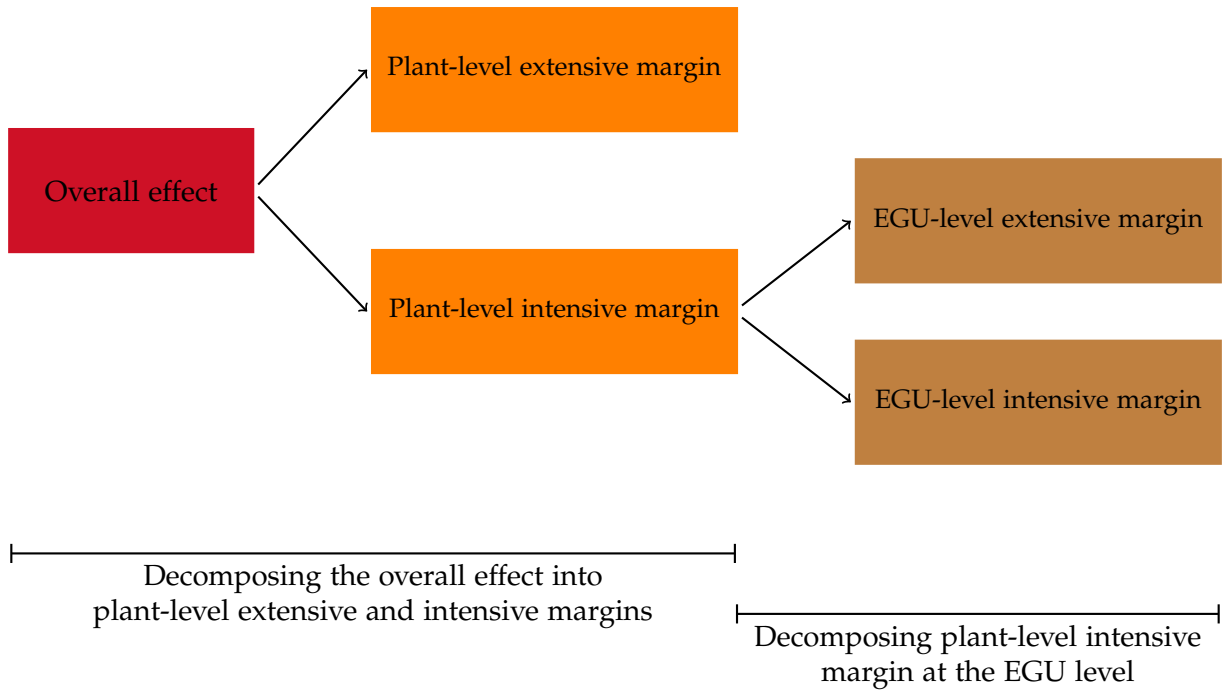 Plant-level extensive margin
Overall effect
EGU-level extensive margin
Plant-level intensive margin
EGU-level intensive margin
Decomposing the overall effect into
plant-level extensive and intensive margins
Decomposing plant-level intensive
margin at the EGU level